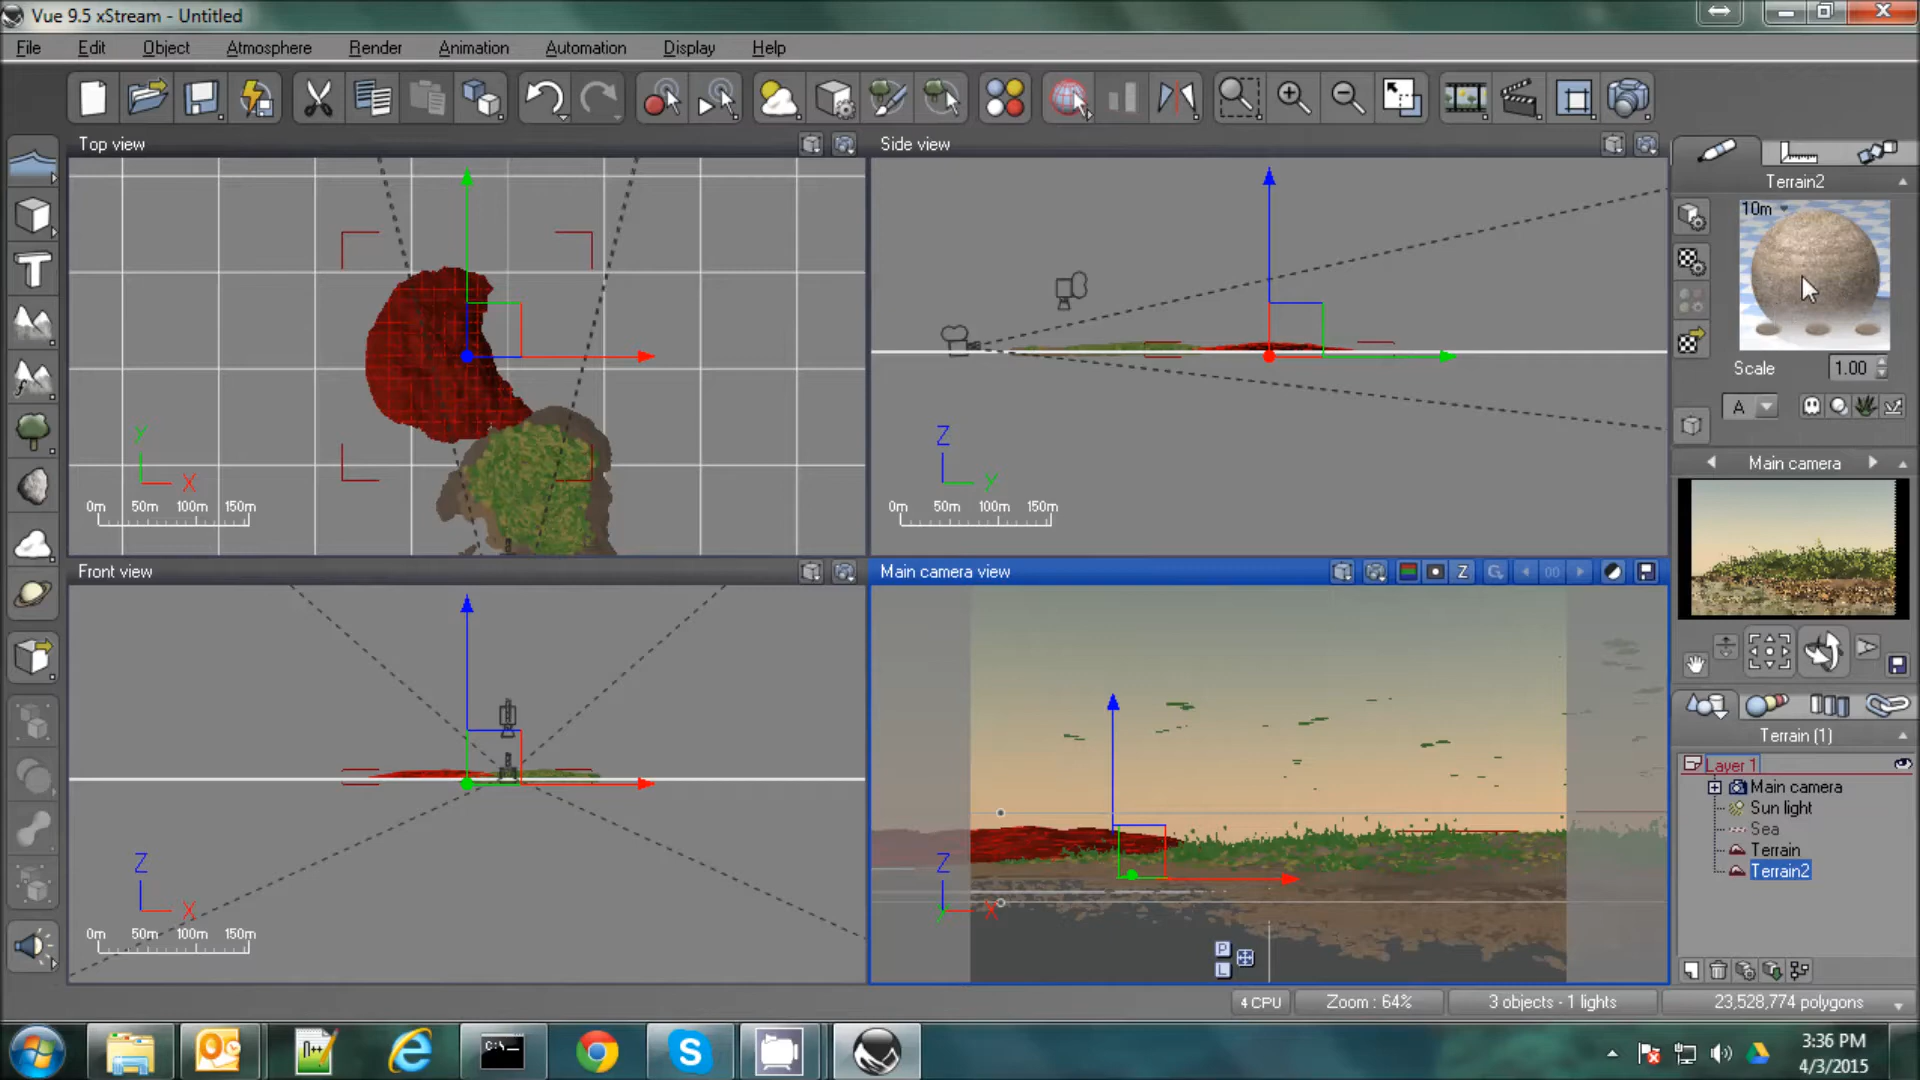 Vue 9.5 xStream - Untitled
File Edit Object Atmosphere Render Animation Automation Display Help
Top view
Side view
Terrain2
10m
Scale 1.00
A
Y
X
0m 50m 100m 150m
Z
Y
0m 50m 100m 150m
Main camera
Front view
Main camera view
Z
G
00
Z
X
0m 50m 100m 150m
Z
Y
X
P
L
Terrain (1)
Layer 1
Main camera
Sun light
Sea
Terrain
Terrain2
4 CPU
Zoom : 64%
3 objects - 1 lights
23,528,774 polygons
N++
C:\_
3:36 PM
4/3/2015